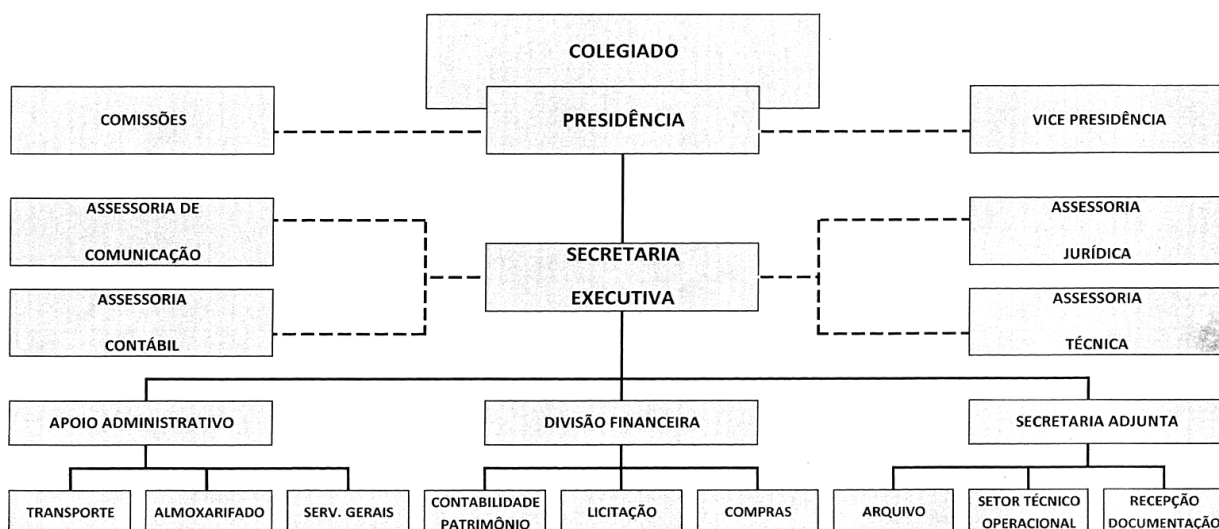 COLEGIADO
COMISSÕES
PRESIDÊNCIA
VICE PRESIDÊNCIA
ASSESSORIA DE
COMUNICAÇÃO
ASSESSORIA
JURÍDICA
SECRETARIA
EXECUTIVA
ASSESSORIA
CONTÁBIL
ASSESSORIA
TÉCNICA
APOIO ADMINISTRATIVO
DIVISÃO FINANCEIRA
SECRETARIA ADJUNTA
TRANSPORTE
ALMOXARIFADO
SERV. GERAIS
CONTABILIDADE
PATRIMÔNIO
LICITAÇÃO
COMPRAS
ARQUIVO
SETOR TÉCNICO
OPERACIONAL
RECEPÇÃO
DOCUMENTAÇÃO